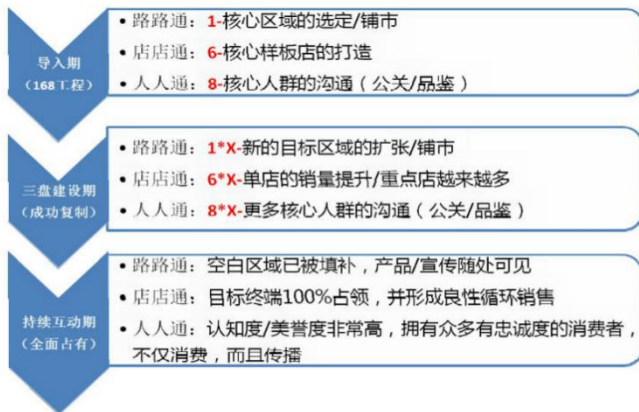 导入期
（168工程）
• 路路通：1-核心区域的选定/铺市
• 店店通：6-核心样板店的打造
• 人人通：8-核心人群的沟通（公关/品鉴）
三盘建设期
（成功复制）
• 路路通：1*X-新的目标区域的扩张/铺市
• 店店通：6*X-单店的销量提升/重点店越来越多
• 人人通：8*X-更多核心人群的沟通（公关/品鉴）
持续互动期
（全面占有）
• 路路通：空白区域已被填补，产品/宣传随处可见
• 店店通：目标终端100%占领，并形成良性循环销售
• 人人通：认知度/美誉度非常高，拥有众多有忠诚度的消费者，
不仅消费，而且传播